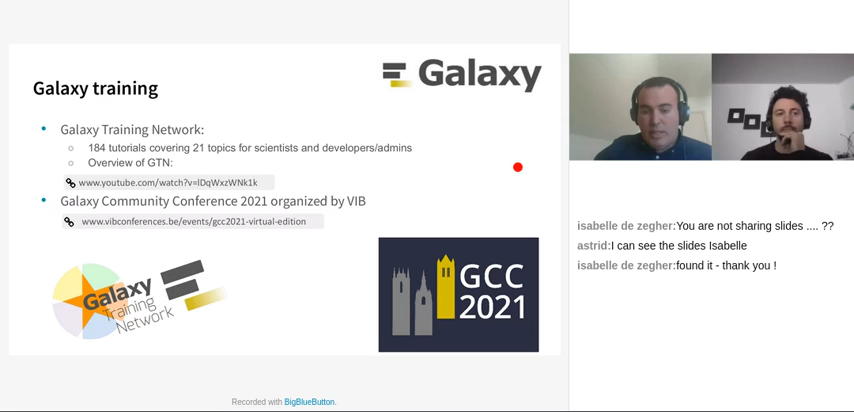 Galaxy
Galaxy training
Galaxy Training Network:
184 tutorials covering 21 topics for scientists and developers/admins
Overview of GTN:
www.youtube.com/watch?v=lDqWxzWNk1k
Galaxy Community Conference 2021 organized by VIB
www.vibconferences.be/events/gcc2021-virtual-edition
Galaxy
Training
Network
GCC
2021
isabelle de zegher:You are not sharing slides .... ??
astrid:I can see the slides Isabelle
isabelle de zegher:found it - thank you !
Recorded with BigBlueButton.